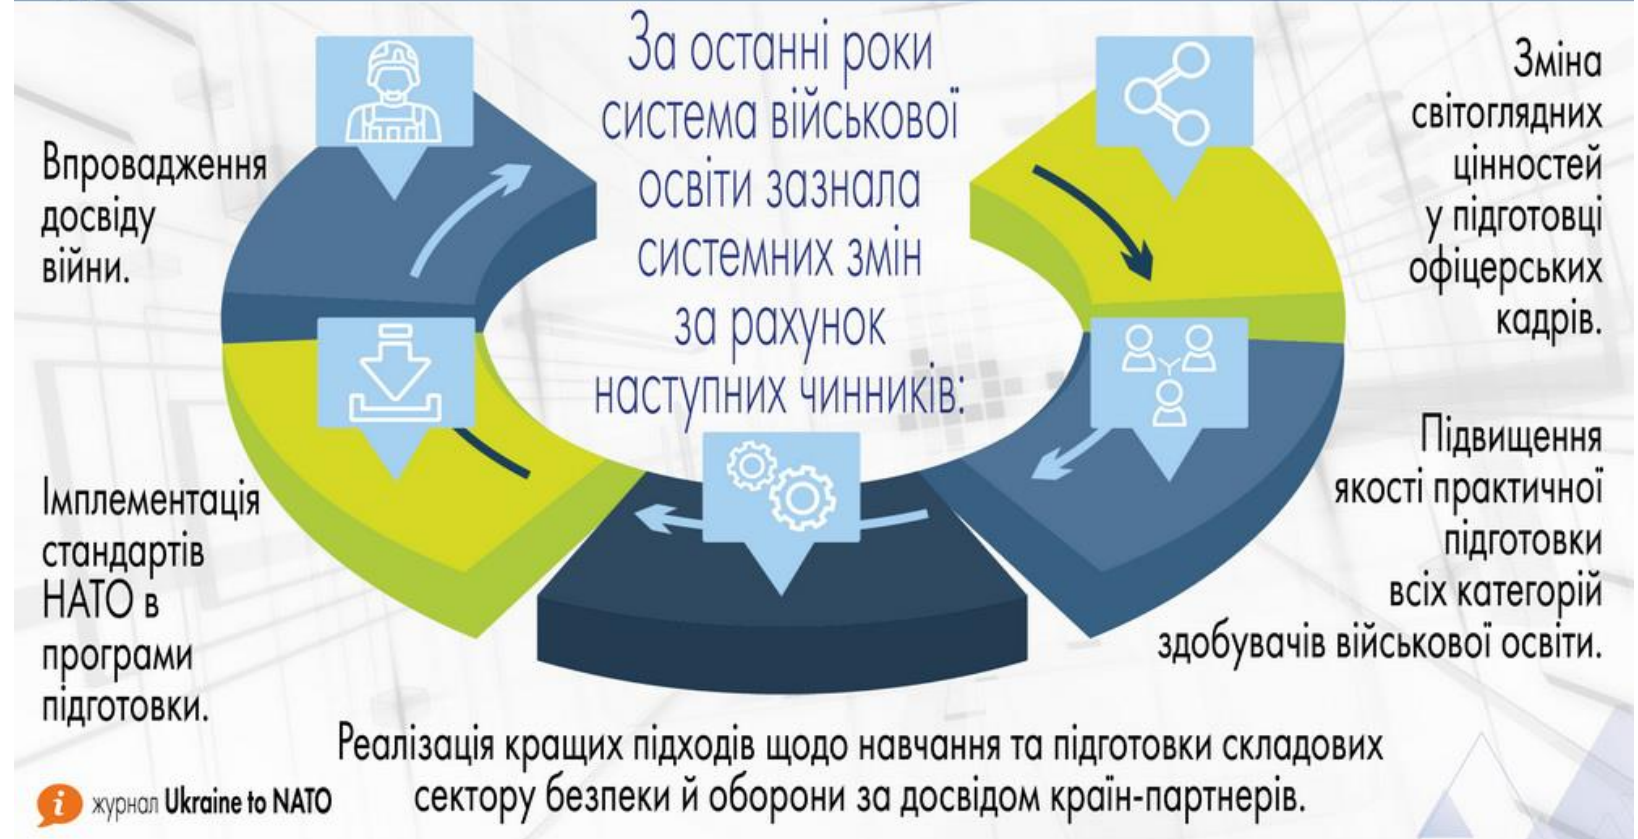 За останні роки
система військової
освіти зазнала
системних змін
за рахунок
наступних чинників:
Зміна
світоглядних
цінностей
у підготовці
офіцерських
кадрів.
Підвищення
якості практичної
підготовки
всіх категорій
здобувачів військової освіти.
Реалізація кращих підходів щодо навчання та підготовки складових
сектору безпеки й оборони за досвідом країн-партнерів.
Імплементація
стандартів
НАТО в
програми
підготовки.
Впровадження
досвіду
війни.
i журнал Ukraine to NATO